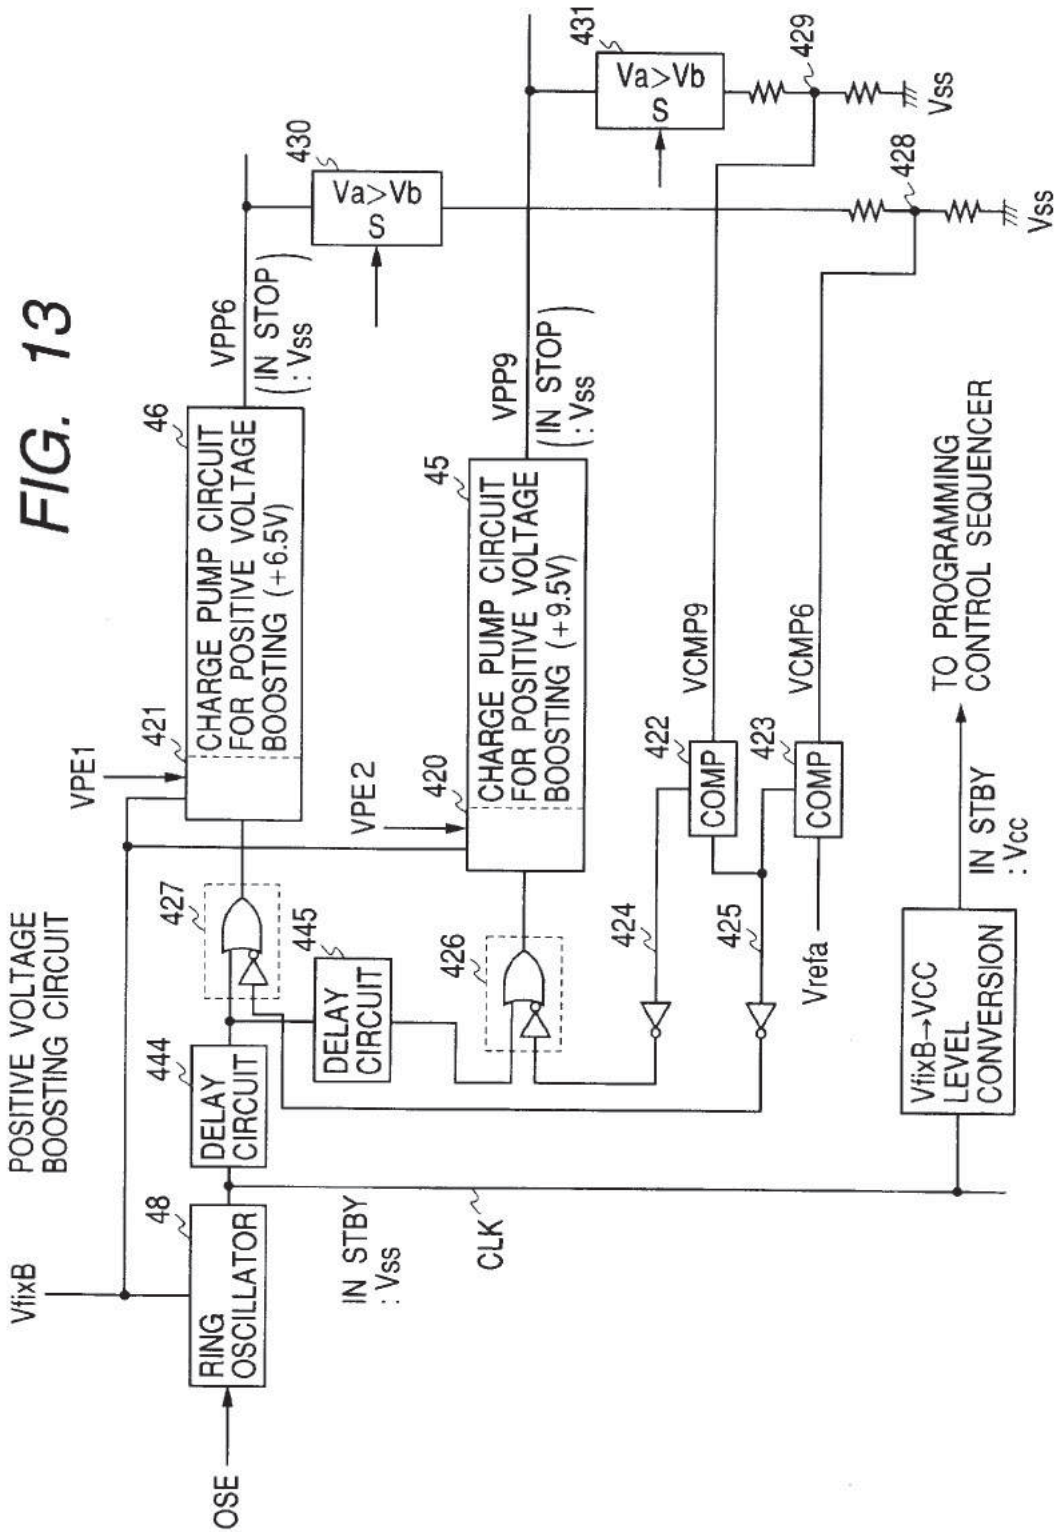 FIG. 13
POSITIVE VOLTAGE
BOOSTING CIRCUIT
VfixB
OSE
48
RING
OSCILLATOR
444
DELAY
CIRCUIT
427
445
DELAY
CIRCUIT
VPE1
421
46
CHARGE PUMP CIRCUIT
FOR POSITIVE VOLTAGE
BOOSTING (+6.5V)
VPP6
(IN STOP
: Vss)
430
Va>Vb
S
431
Va>Vb
S
VPE2
420
45
CHARGE PUMP CIRCUIT
FOR POSITIVE VOLTAGE
BOOSTING (+9.5V)
VPP9
(IN STOP
: Vss)
426
IN STBY
: Vss
CLK
424
425
422
COMP
423
COMP
VCMP9
VCMP6
Vrefa
429
Vss
428
Vss
VfixB→VCC
LEVEL
CONVERSION
IN STBY
: Vcc
TO PROGRAMMING
CONTROL SEQUENCER